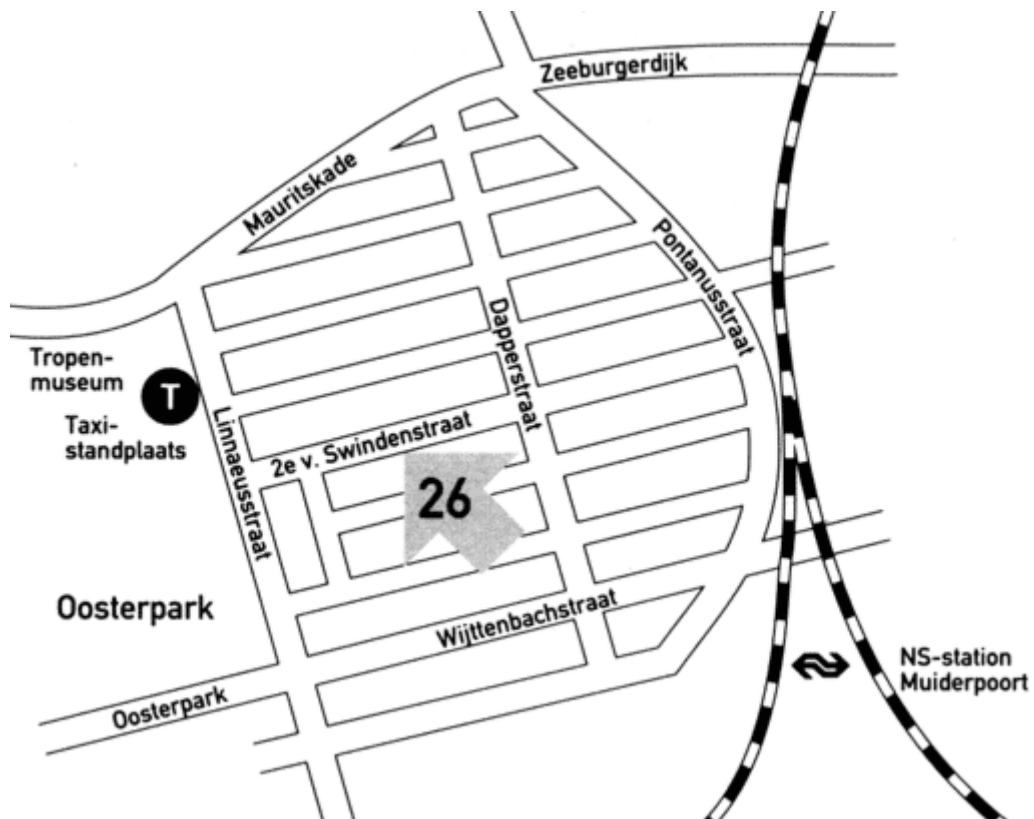 Zeeburgerdijk
Mauritskade
Pontanusstraat
Dapperstraat
Tropen-
museum
T
Taxi-
standplaats
Linnaeusstraat
2e v. Swindenstraat
26
Oosterpark
Wijttenbachstraat
NS-station
Muiderpoort
Oosterpark